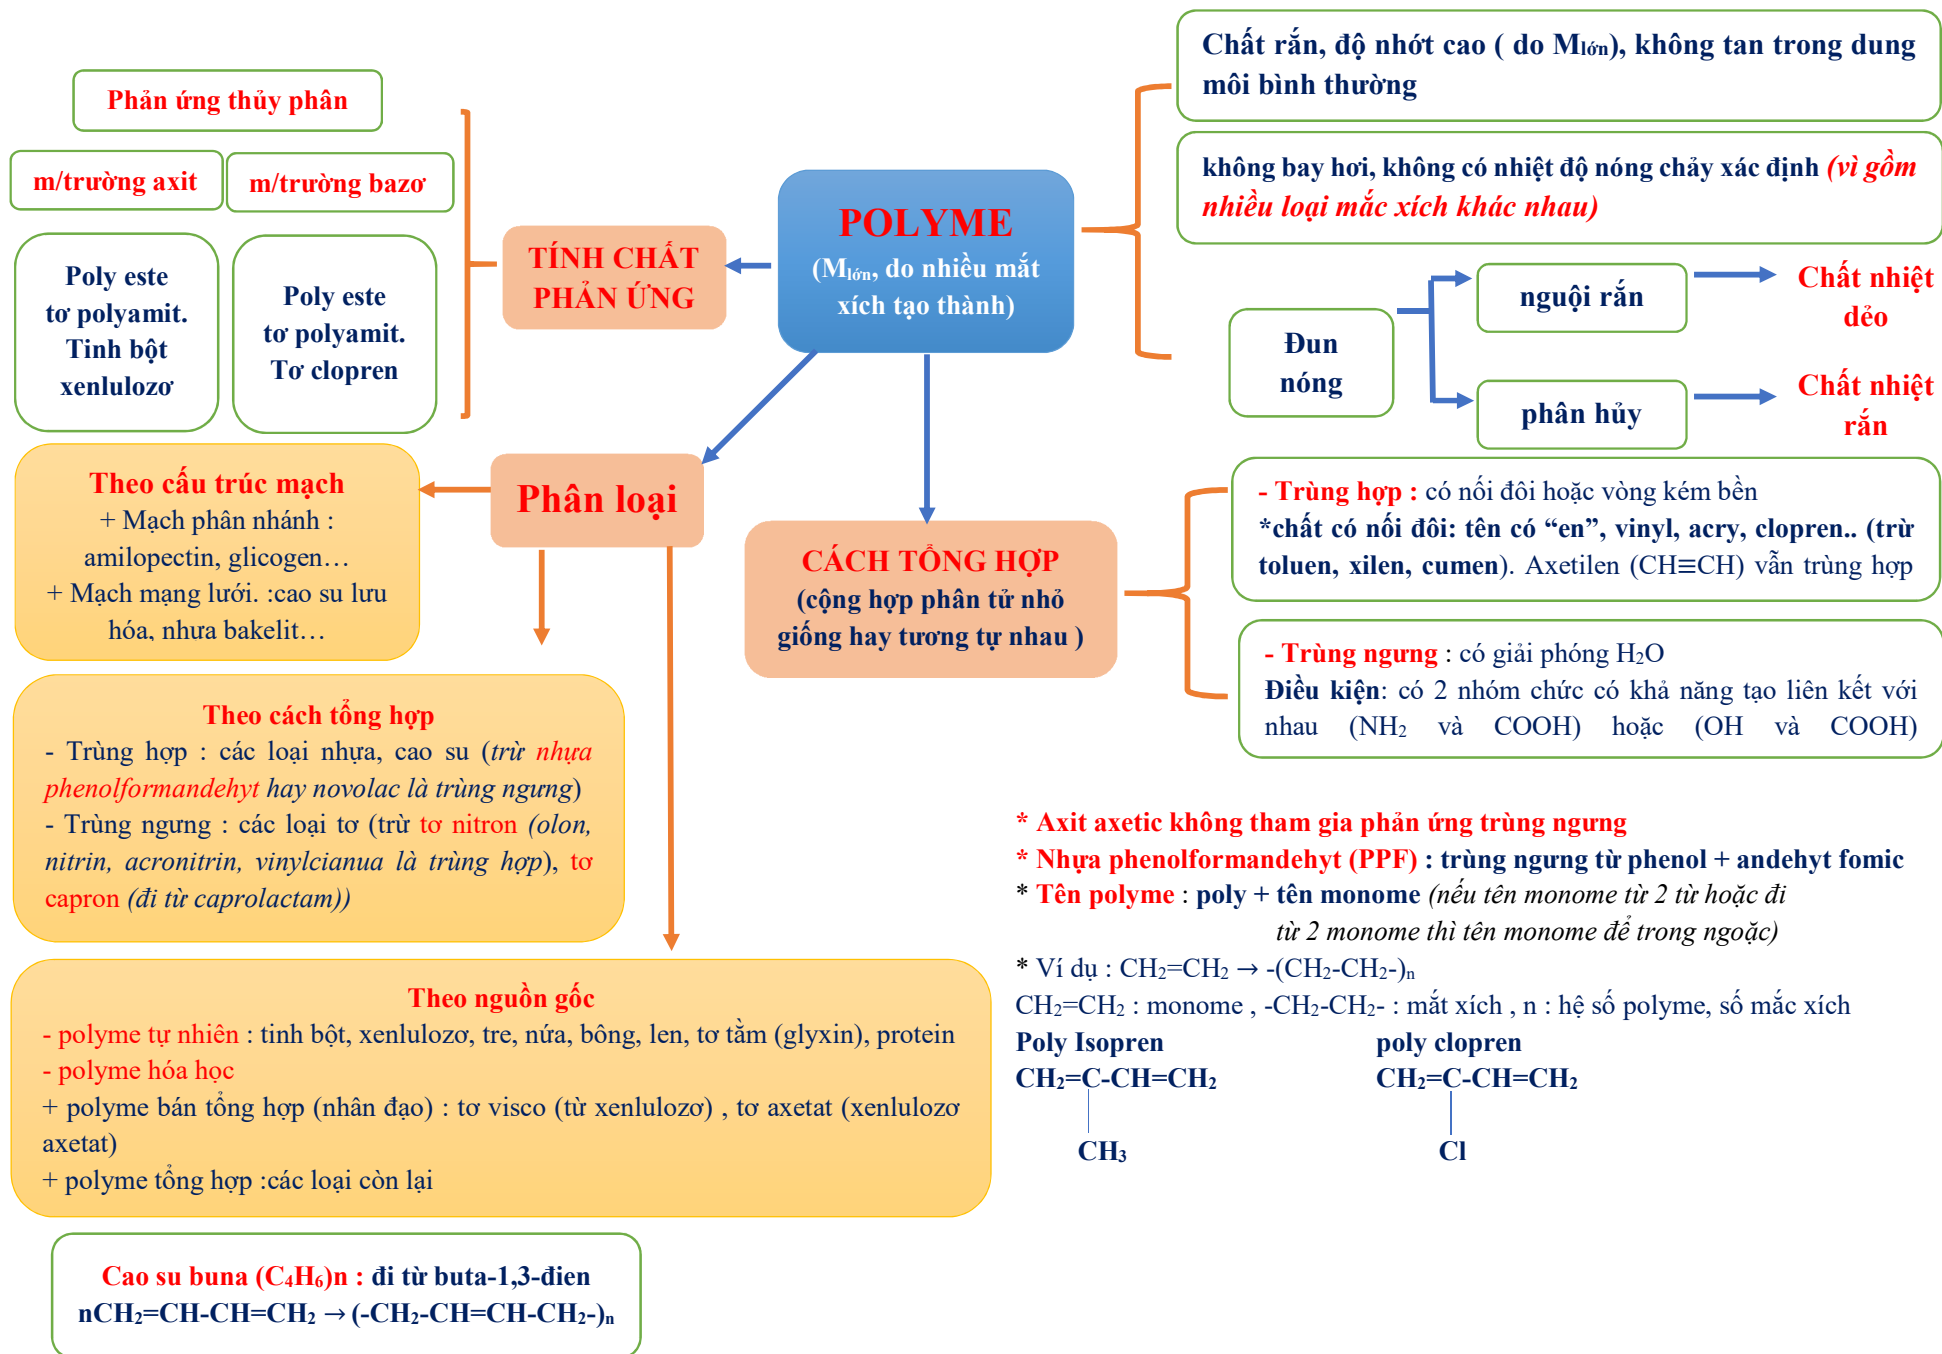 Phản ứng thủy phân
m/trường axit
m/trường bazơ
Poly este
tơ polyamit.
Tinh bột
xenlulozơ
Poly este
tơ polyamit.
Tơ clopren
TÍNH CHẤT
PHẢN ỨNG
POLYME
(Mlớn, do nhiều mắt
xích tạo thành)
Chất rắn, độ nhớt cao ( do Mlớn), không tan trong dung
môi bình thường
không bay hơi, không có nhiệt độ nóng chảy xác định (vì gồm
nhiều loại mắc xích khác nhau)
Đun
nóng
nguội rắn
Chất nhiệt
dẻo
phân hủy
Chất nhiệt
rắn
Phân loại
Theo cấu trúc mạch
+ Mạch phân nhánh :
amilopectin, glicogen…
+ Mạch mạng lưới. :cao su lưu
hóa, nhưa bakelit…
Theo cách tổng hợp
- Trùng hợp : các loại nhựa, cao su (trừ nhựa
phenolformandehyt hay novolac là trùng ngưng)
- Trùng ngưng : các loại tơ (trừ tơ nitron (olon,
nitrin, acronitrin, vinylcianua là trùng hợp), tơ
capron (đi từ caprolactam))
Theo nguồn gốc
- polyme tự nhiên : tinh bột, xenlulozơ, tre, nứa, bông, len, tơ tằm (glyxin), protein
- polyme hóa học
+ polyme bán tổng hợp (nhân đạo) : tơ visco (từ xenlulozơ) , tơ axetat (xenlulozơ
axetat)
+ polyme tổng hợp :các loại còn lại
Cao su buna (C₄H₆)n : đi từ buta-1,3-đien
nCH₂=CH-CH=CH₂ → (-CH₂-CH=CH-CH₂-)ₙ
CÁCH TỔNG HỢP
(cộng hợp phân tử nhỏ
giống hay tương tự nhau )
- Trùng hợp : có nối đôi hoặc vòng kém bền
*chất có nối đôi: tên có “en”, vinyl, acry, clopren.. (trừ
toluen, xilen, cumen). Axetilen (CH≡CH) vẫn trùng hợp
- Trùng ngưng : có giải phóng H₂O
Điều kiện: có 2 nhóm chức có khả năng tạo liên kết với
nhau (NH₂ và COOH) hoặc (OH và COOH)
* Axit axetic không tham gia phản ứng trùng ngưng
* Nhựa phenolformandehyt (PPF) : trùng ngưng từ phenol + andehyt fomic
* Tên polyme : poly + tên monome (nếu tên monome từ 2 từ hoặc đi
từ 2 monome thì tên monome để trong ngoặc)
* Ví dụ : CH₂=CH₂ → -(CH₂-CH₂-)ₙ
CH₂=CH₂ : monome , -CH₂-CH₂- : mắt xích , n : hệ số polyme, số mắc xích
Poly Isopren
CH₂=C-CH=CH₂
CH₃
poly clopren
CH₂=C-CH=CH₂
Cl